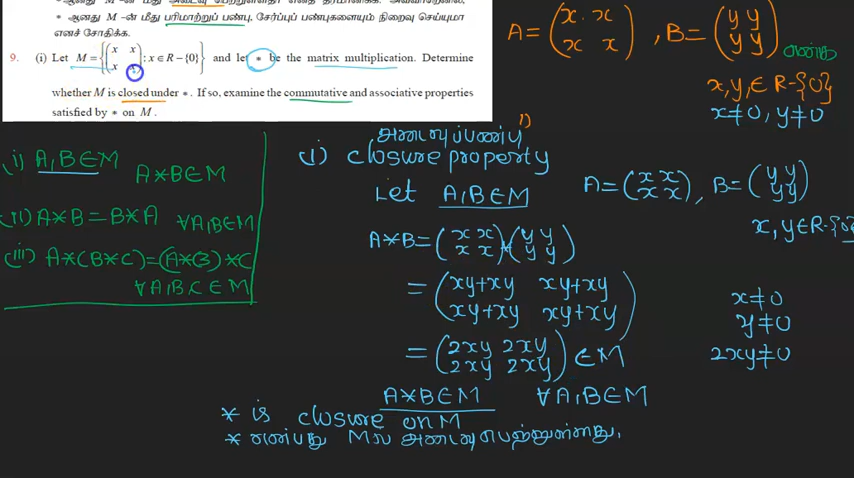 • ஆனது M -ன் மீது பரிமாற்றுப் பண்பு, சேர்ப்புப் பண்புகளையும் நிறைவு செய்யுமா
எனச் சோதிக்க.
9. (i) Let M = {(x x x x) : x ∈ R − {0}} and let * be the matrix multiplication. Determine
whether M is closed under *. If so, examine the commutative and associative properties
satisfied by * on M.
A = (x x x x), B = (y y y y)
x,y,∈ R-{0}
x≠0, y≠0
i) A,B∈M
A*B∈M
(ii) A*B = B*A ∀A,B∈M
(iii) A*(B*C) = (A*B)*C
∀A,B,C∈M
அடைவுப்பண்பு
(i) closure property
Let A,B∈M A = (x x x x), B = (y y y y)
x,y∈R-{0}
A*B = (x x x x)*(y y y y)
= (xy+xy xy+xy xy+xy xy+xy)
x≠0
y≠0
= (2xy 2xy 2xy 2xy) ∈M 2xy≠0
A*B∈M ∀A,B∈M
* is closure on M
* என்பது Mல் அடைவு பெற்றுள்ளது.